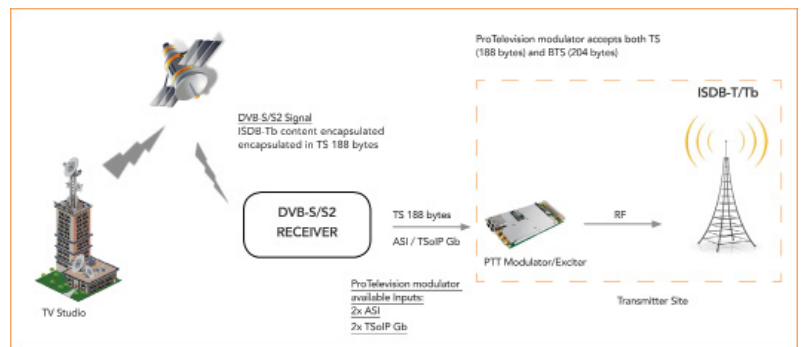 ProTelevision modulator accepts both TS
(188 bytes) and BTS (204 bytes)
ISDB-T/Tb
DVB-S/S2 Signal
ISDB-Tb content encapsulated
encapsulated in TS 188 bytes
DVB-S/S2
RECEIVER
TS 188 bytes
ASI / TSoIP Gb
RF
PTT Modulator/Exciter
ProTelevision modulator
available Inputs:
2x ASI
2x TSoIP Gb
Transmitter Site
TV Studio